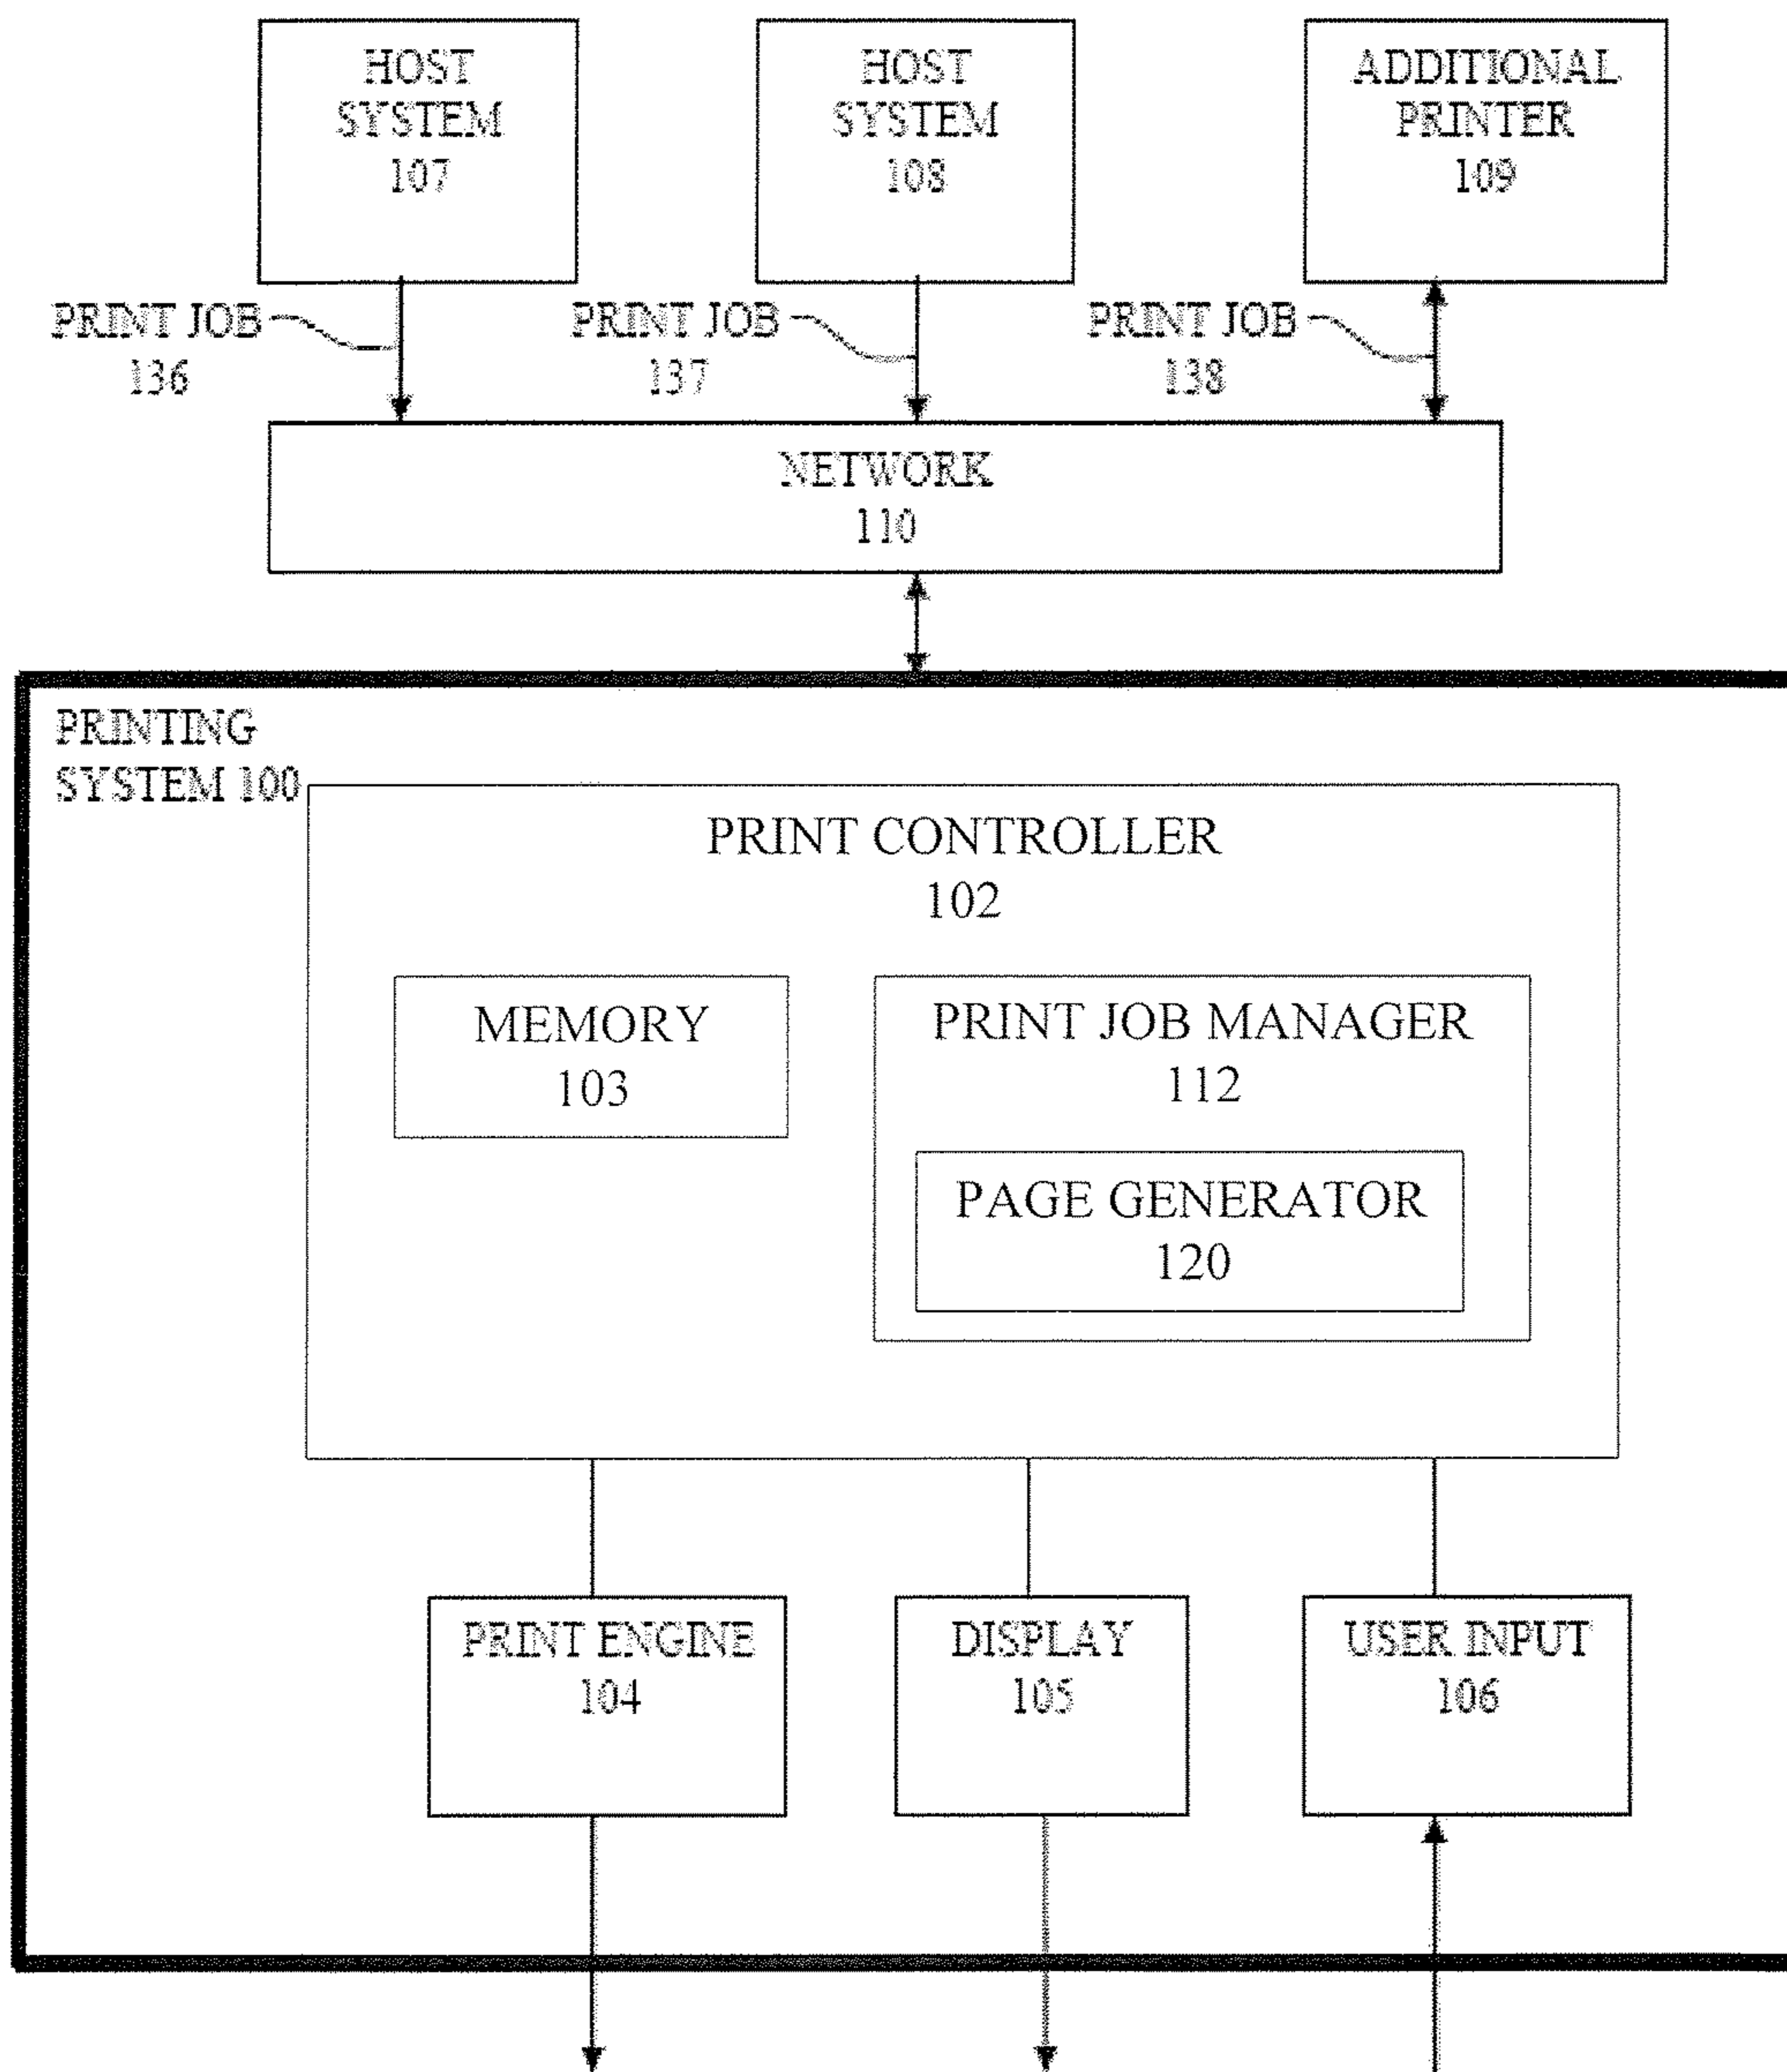 HOST
SYSTEM
107
HOST
SYSTEM
108
ADDITIONAL
PRINTER
109
PRINT JOB
136
PRINT JOB
137
PRINT JOB
138
NETWORK
110
PRINTING
SYSTEM 100
PRINT CONTROLLER
102
MEMORY
103
PRINT JOB MANAGER
112
PAGE GENERATOR
120
PRINT ENGINE
104
DISPLAY
105
USER INPUT
106